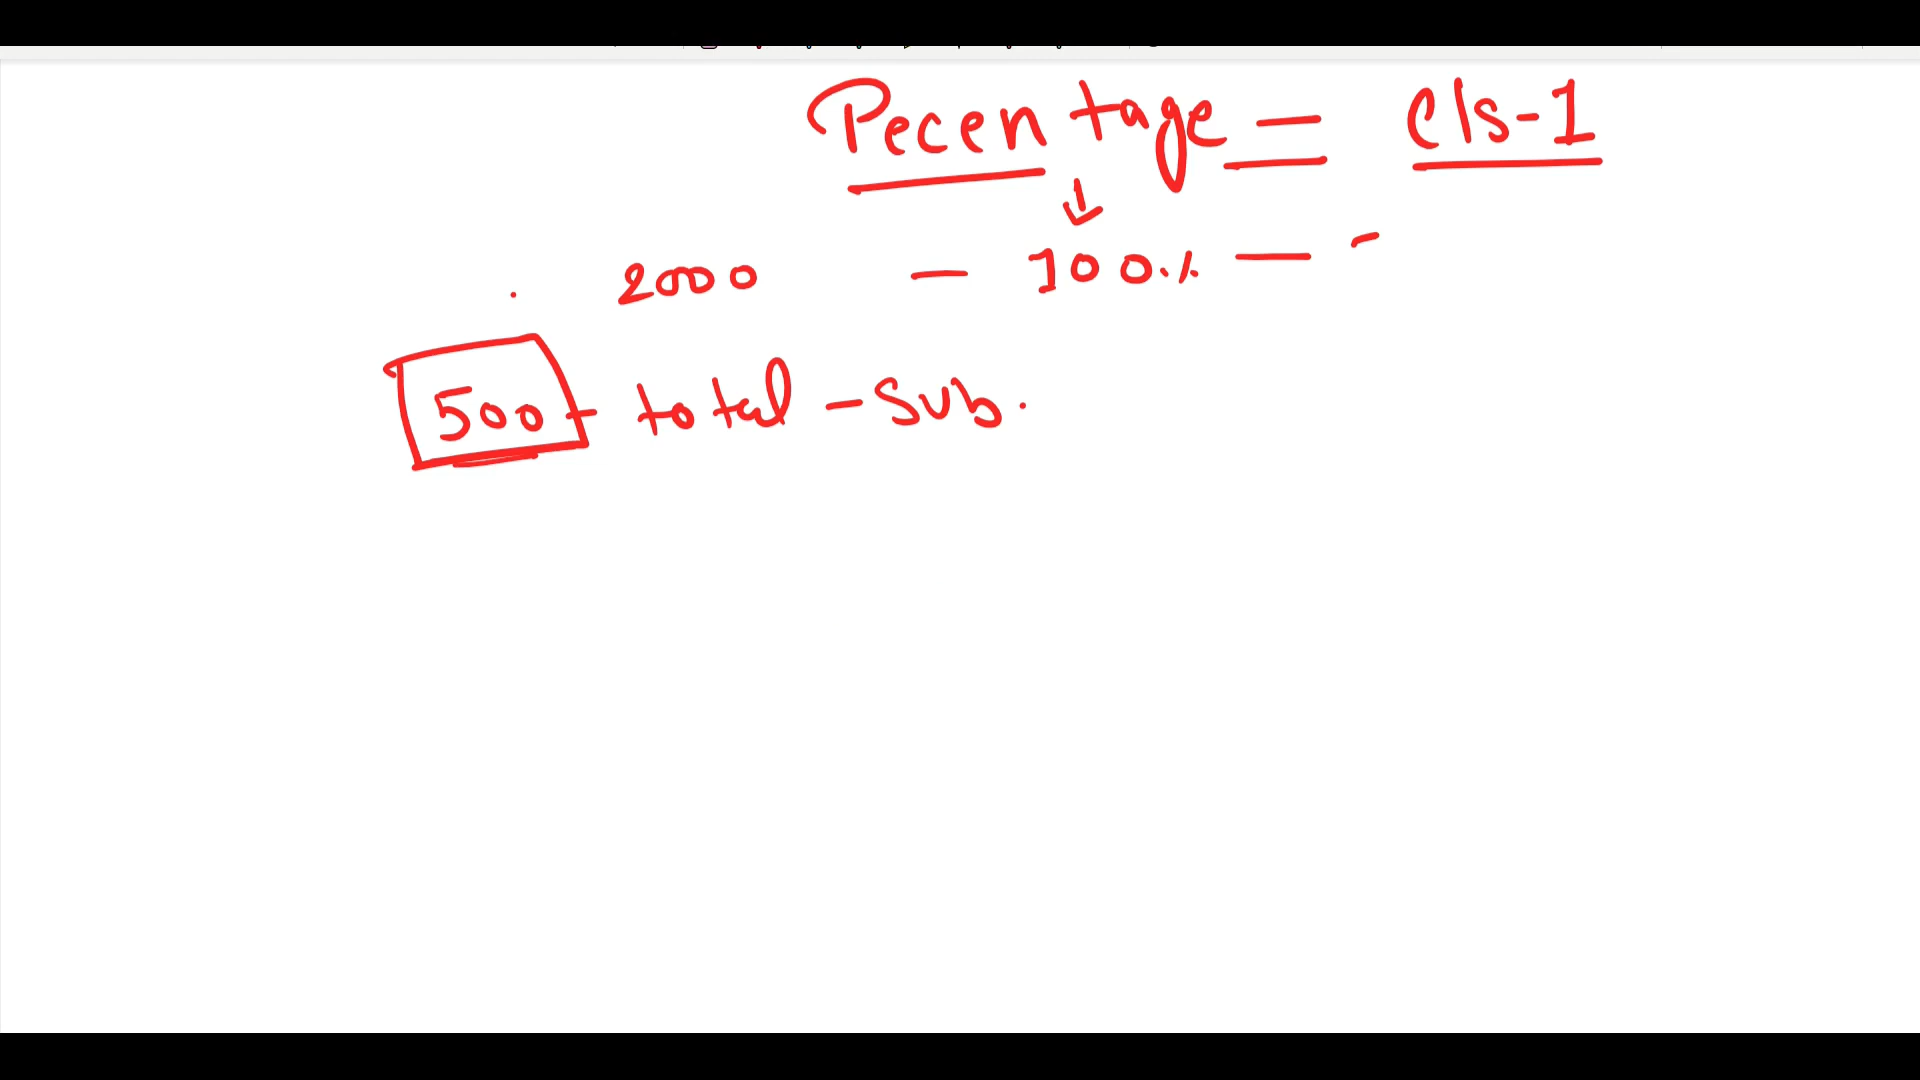 Pecentage = cls-1
2000 - 100% -
500 - total - Sub.